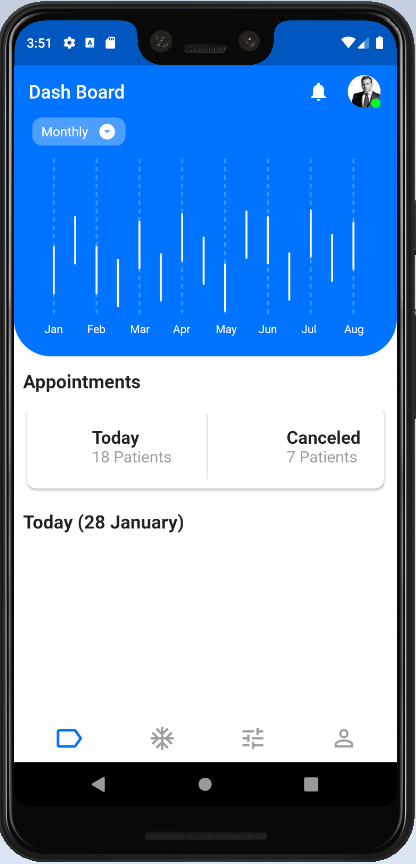 3:51
Dash Board
Monthly
Jan Feb Mar Apr May Jun Jul Aug
Appointments
Today Canceled
18 Patients 7 Patients
Today (28 January)